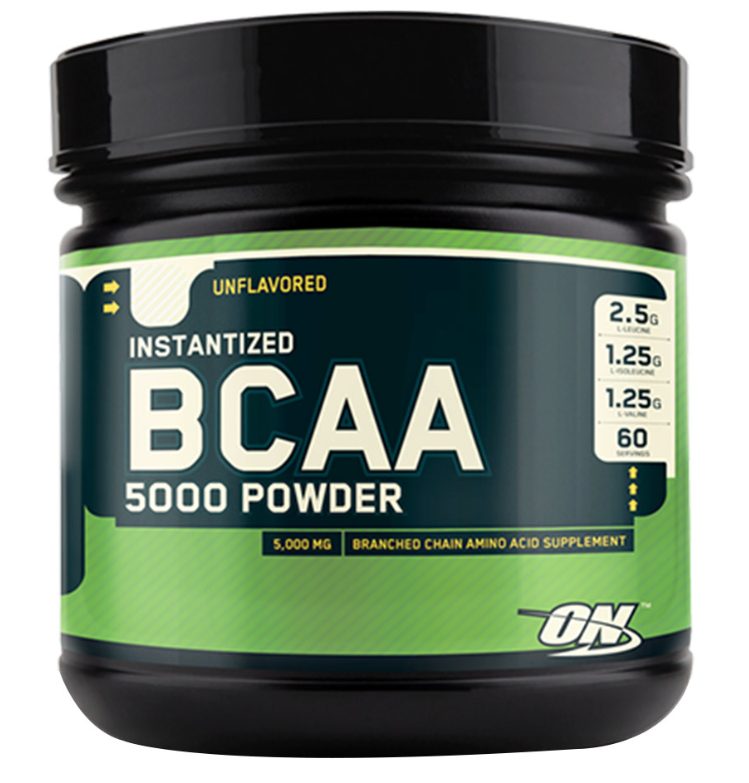 UNFLAVORED
INSTANTIZED
BCAA
5000 POWDER
5,000 MG BRANCHED CHAIN AMINO ACID SUPPLEMENT
2.5G
L-LEUCINE
1.25G
L-ISOLEUCINE
1.25G
L-VALINE
60
SERVINGS
ON™